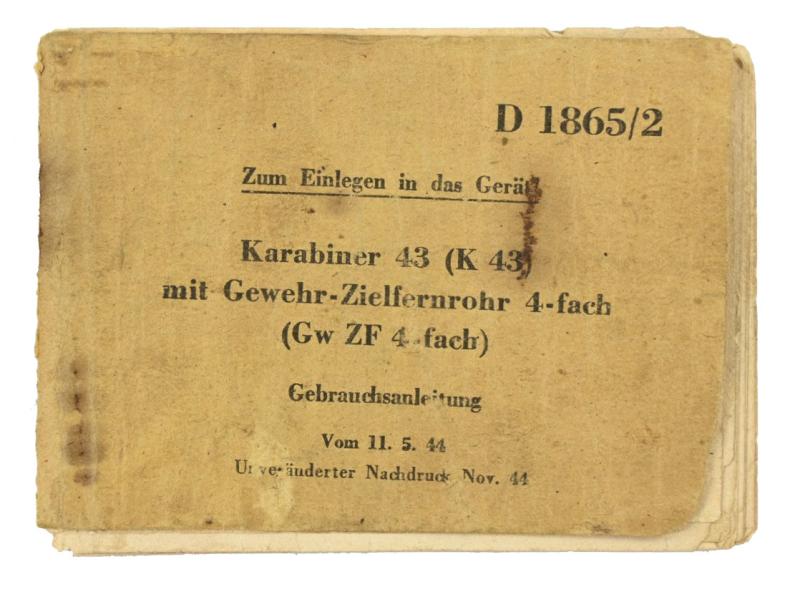 D 1865/2
Zum Einlegen in das Gerät
Karabiner 43 (K 43)
mit Gewehr-Zielfernrohr 4-fach
(Gw ZF 4-fach)
Gebrauchsanleitung
Vom 11. 5. 44
Unveränderter Nachdruck Nov. 44